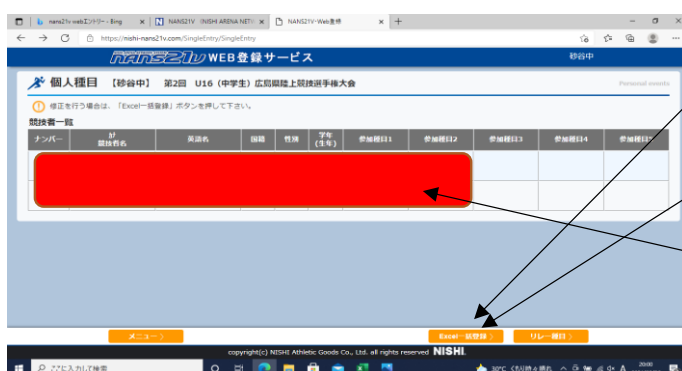 nans21v webエントリー - Bing
NANS21V (NISHI ARENA NET)
NANS21V-Web登録
https://nishi-nans21v.com/SingleEntry/SingleEntry
NANS21V WEB登録サービス
砂谷中
個人種目 【砂谷中】 第2回 U16（中学生）広島県陸上競技選手権大会
Personal events
修正を行う場合は、「Excel一括登録」ボタンを押して下さい。
競技者一覧
ナンバー ｶﾅ 競技者名 英語名 国籍 性別 学年(生年) 参加種目1 参加種目2 参加種目3 参加種目4 参加種目5
メニュー
Excel一括登録
リレー種目
copyright(c) NISHI Athletic Goods Co., Ltd. all rights reserved NISHI.
ここに入力して検索
30°C
20:00